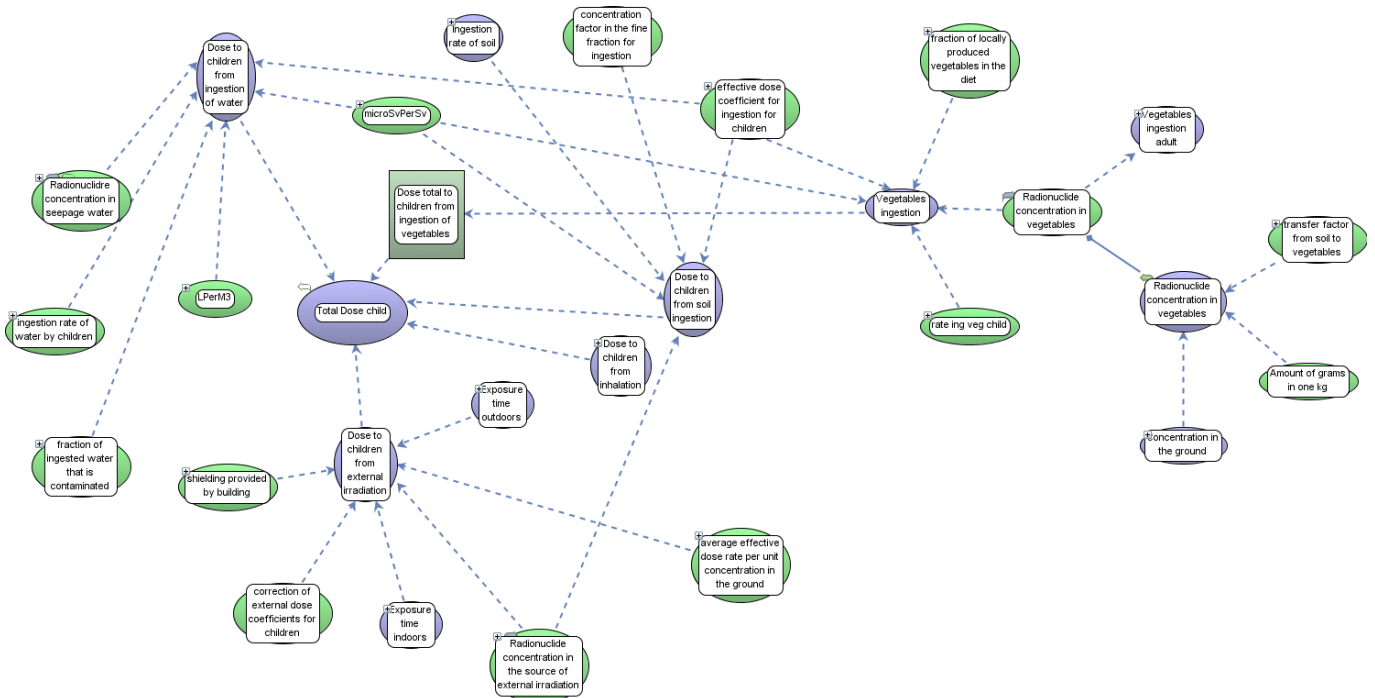 Dose to
children
from
ingestion
of water
ingestion
rate of soil
concentration
factor in the fine
fraction for
ingestion
fraction of locally
produced
vegetables in the
diet
effective dose
coefficient for
ingestion for
children
microSvPerSv
Vegetables
ingestion
adult
Radionuclidre
concentration in
seepage water
Dose total to
children from
ingestion of
vegetables
Vegetables
ingestion
Radionuclide
concentration in
vegetables
transfer factor
from soil to
vegetables
LPerM3
Total Dose child
Dose to
children
from soil
ingestion
Radionuclide
concentration in
vegetables
ingestion rate of
water by children
rate ing veg child
Dose to
children
from
inhalation
Amount of grams
in one kg
Exposure
time
outdoors
Concentration in
the ground
fraction of
ingested water
that is
contaminated
Dose to
children
from
external
irradiation
shielding provided
by building
average effective
dose rate per unit
concentration in
the ground
correction of
external dose
coefficients for
children
Exposure
time
indoors
Radionuclide
concentration in
the source of
external irradiation